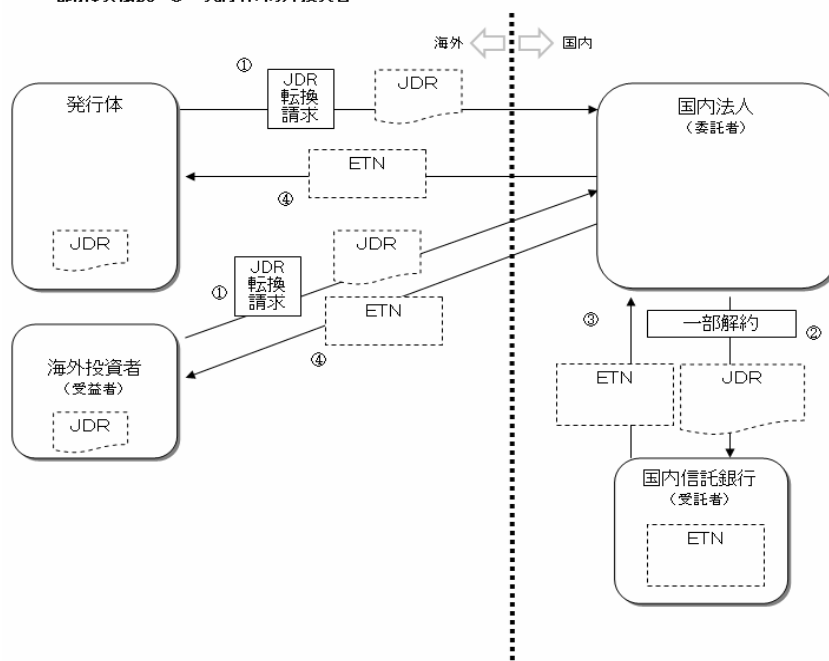 海外
国内
①
JDR
転換
請求
JDR
発行体
国内法人
（委託者）
ETN
④
JDR
JDR
①
JDR
転換
請求
ETN
③
一部解約
②
海外投資者
（受益者）
④
ETN
JDR
JDR
国内信託銀行
（受託者）
ETN